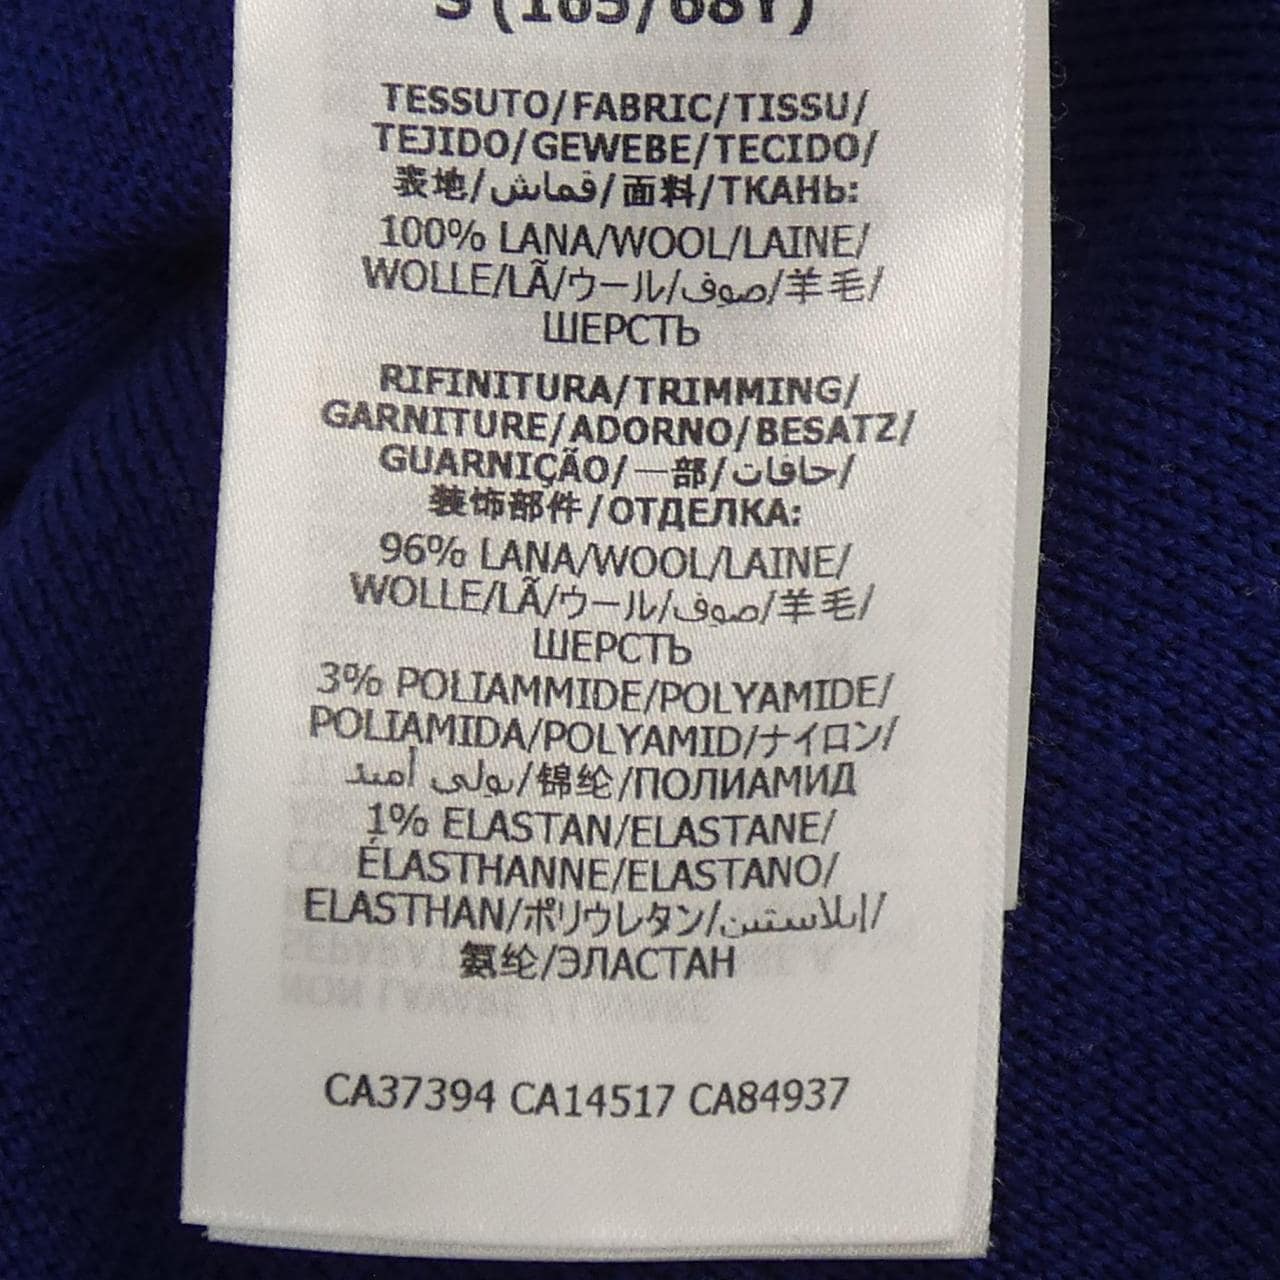 S (165/68Y)
TESSUTO/FABRIC/TISSU/
TEJIDO/GEWEBE/TECIDO/
表地/قماش/面料/ТКАНЬ:
100% LANA/WOOL/LAINE/
WOLLE/LÃ/ウール/صوف/羊毛/
ШЕРСТЬ
RIFINITURA/TRIMMING/
GARNITURE/ADORNO/BESATZ/
GUARNIÇÃO/一部/حافات/
装饰部件/ОТДЕЛКА:
96% LANA/WOOL/LAINE/
WOLLE/LÃ/ウール/صوف/羊毛/
ШЕРСТЬ
3% POLIAMMIDE/POLYAMIDE/
POLIAMIDA/POLYAMID/ナイロン/
بولي أميد/锦纶/ПОЛИАМИД
1% ELASTAN/ELASTANE/
ÉLASTHANNE/ELASTANO/
ELASTHAN/ポリウレタン/إيلاستين/
氨纶/ЭЛАСТАН
CA37394 CA14517 CA84937